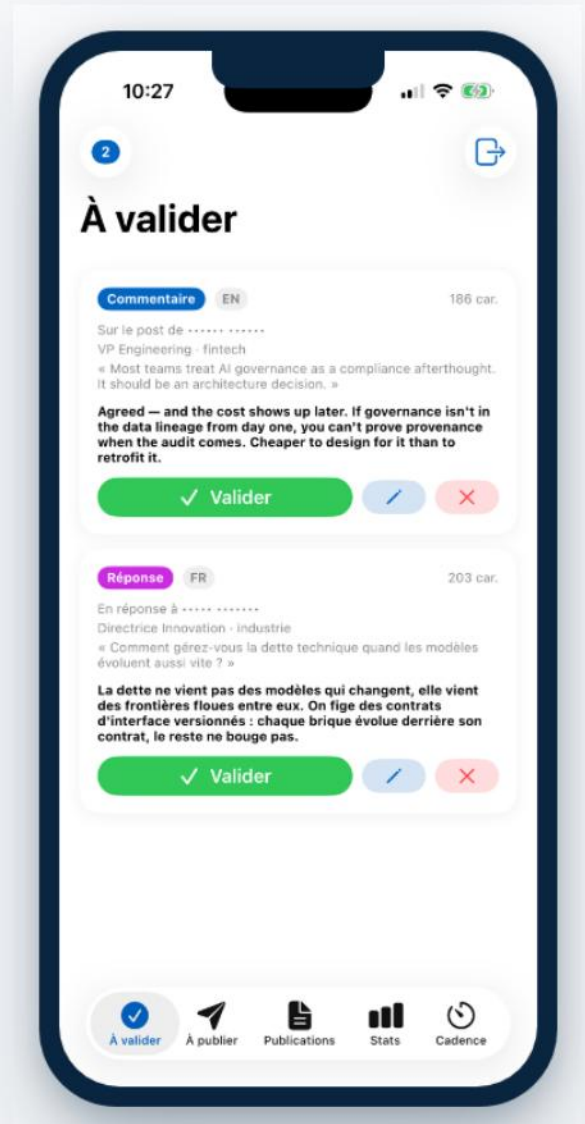 10:27
2
À valider
Commentaire EN 186 car.
Sur le post de ······ ······
VP Engineering · fintech
« Most teams treat AI governance as a compliance afterthought.
It should be an architecture decision. »
Agreed — and the cost shows up later. If governance isn't in
the data lineage from day one, you can't prove provenance
when the audit comes. Cheaper to design for it than to
retrofit it.
Valider
Réponse FR 203 car.
En réponse à ····· ·······
Directrice Innovation · industrie
« Comment gérez-vous la dette technique quand les modèles
évoluent aussi vite ? »
La dette ne vient pas des modèles qui changent, elle vient
des frontières floues entre eux. On fige des contrats
d'interface versionnés : chaque brique évolue derrière son
contrat, le reste ne bouge pas.
Valider
À valider À publier Publications Stats Cadence